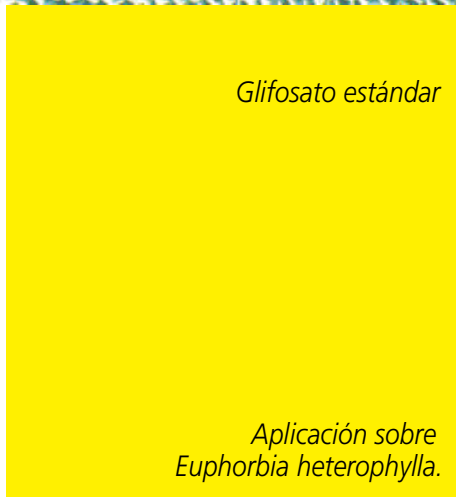 Glifosato estándar
Aplicación sobre
Euphorbia heterophylla.